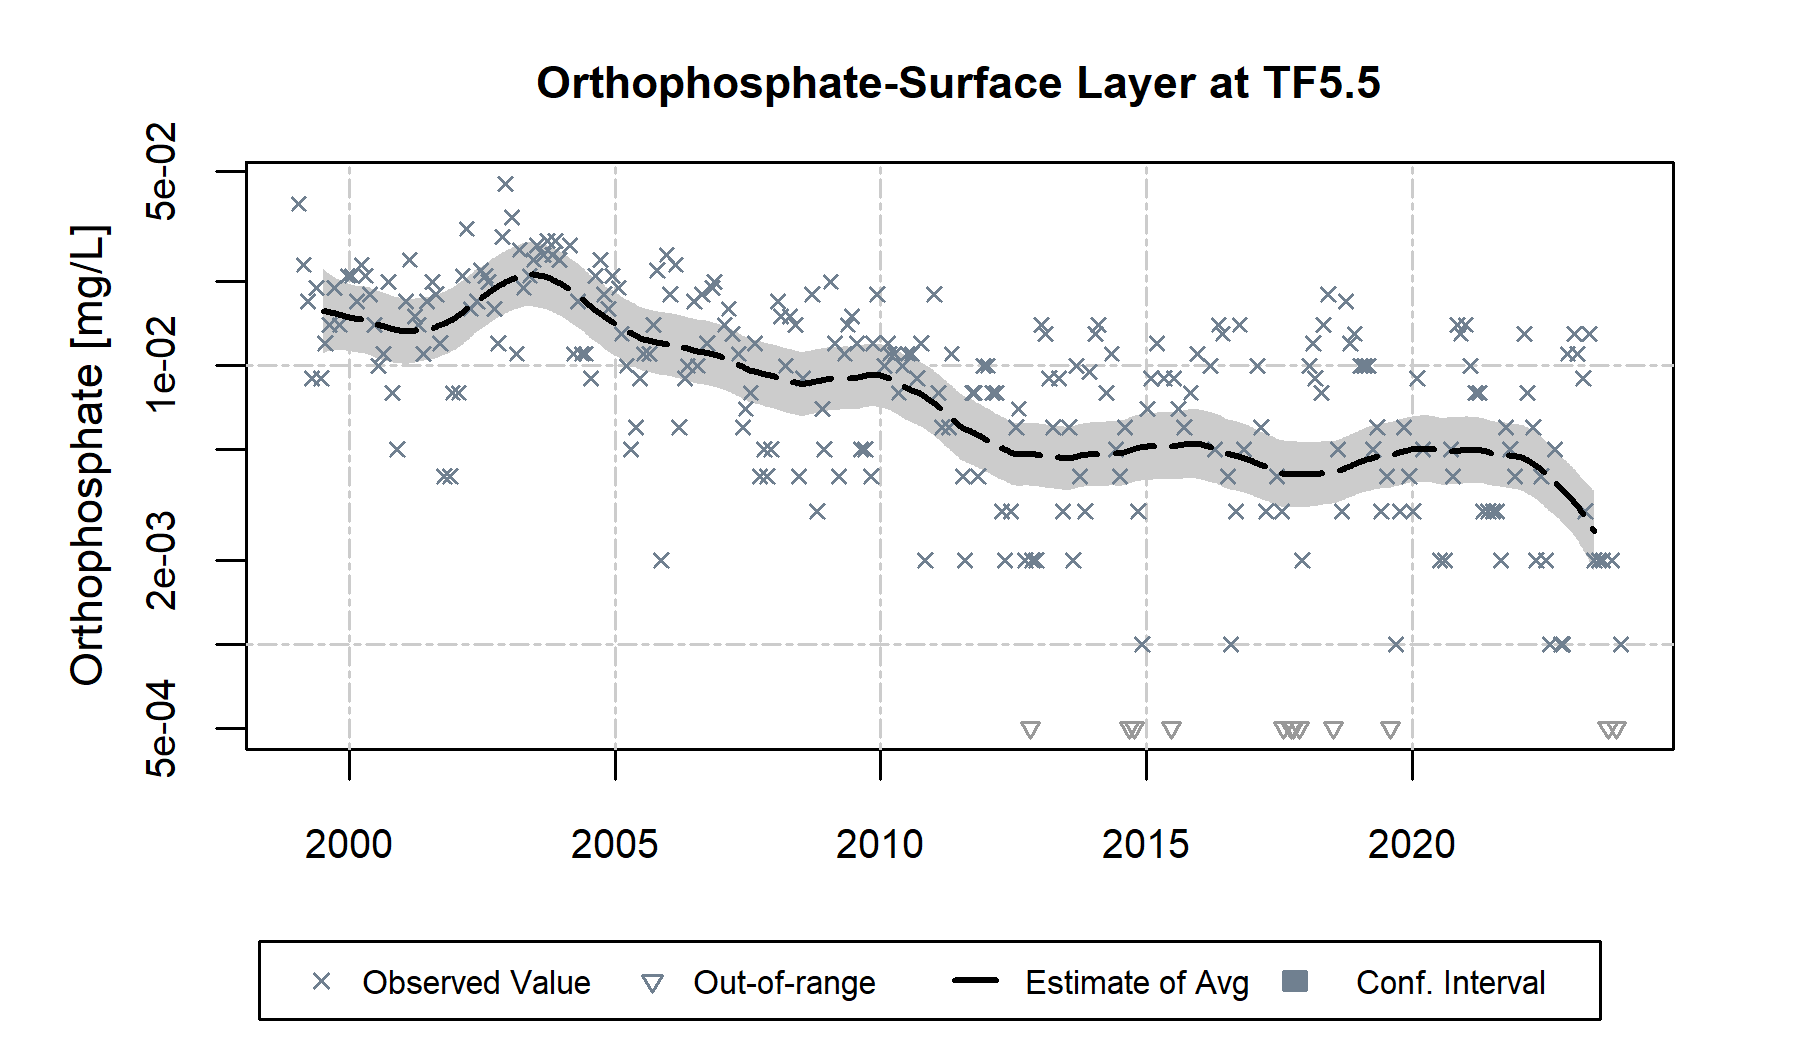 Orthophosphate-Surface Layer at TF5.5
Orthophosphate [mg/L]
5e-02
1e-02
2e-03
5e-04
2000 2005 2010 2015 2020
Observed Value Out-of-range Estimate of Avg Conf. Interval